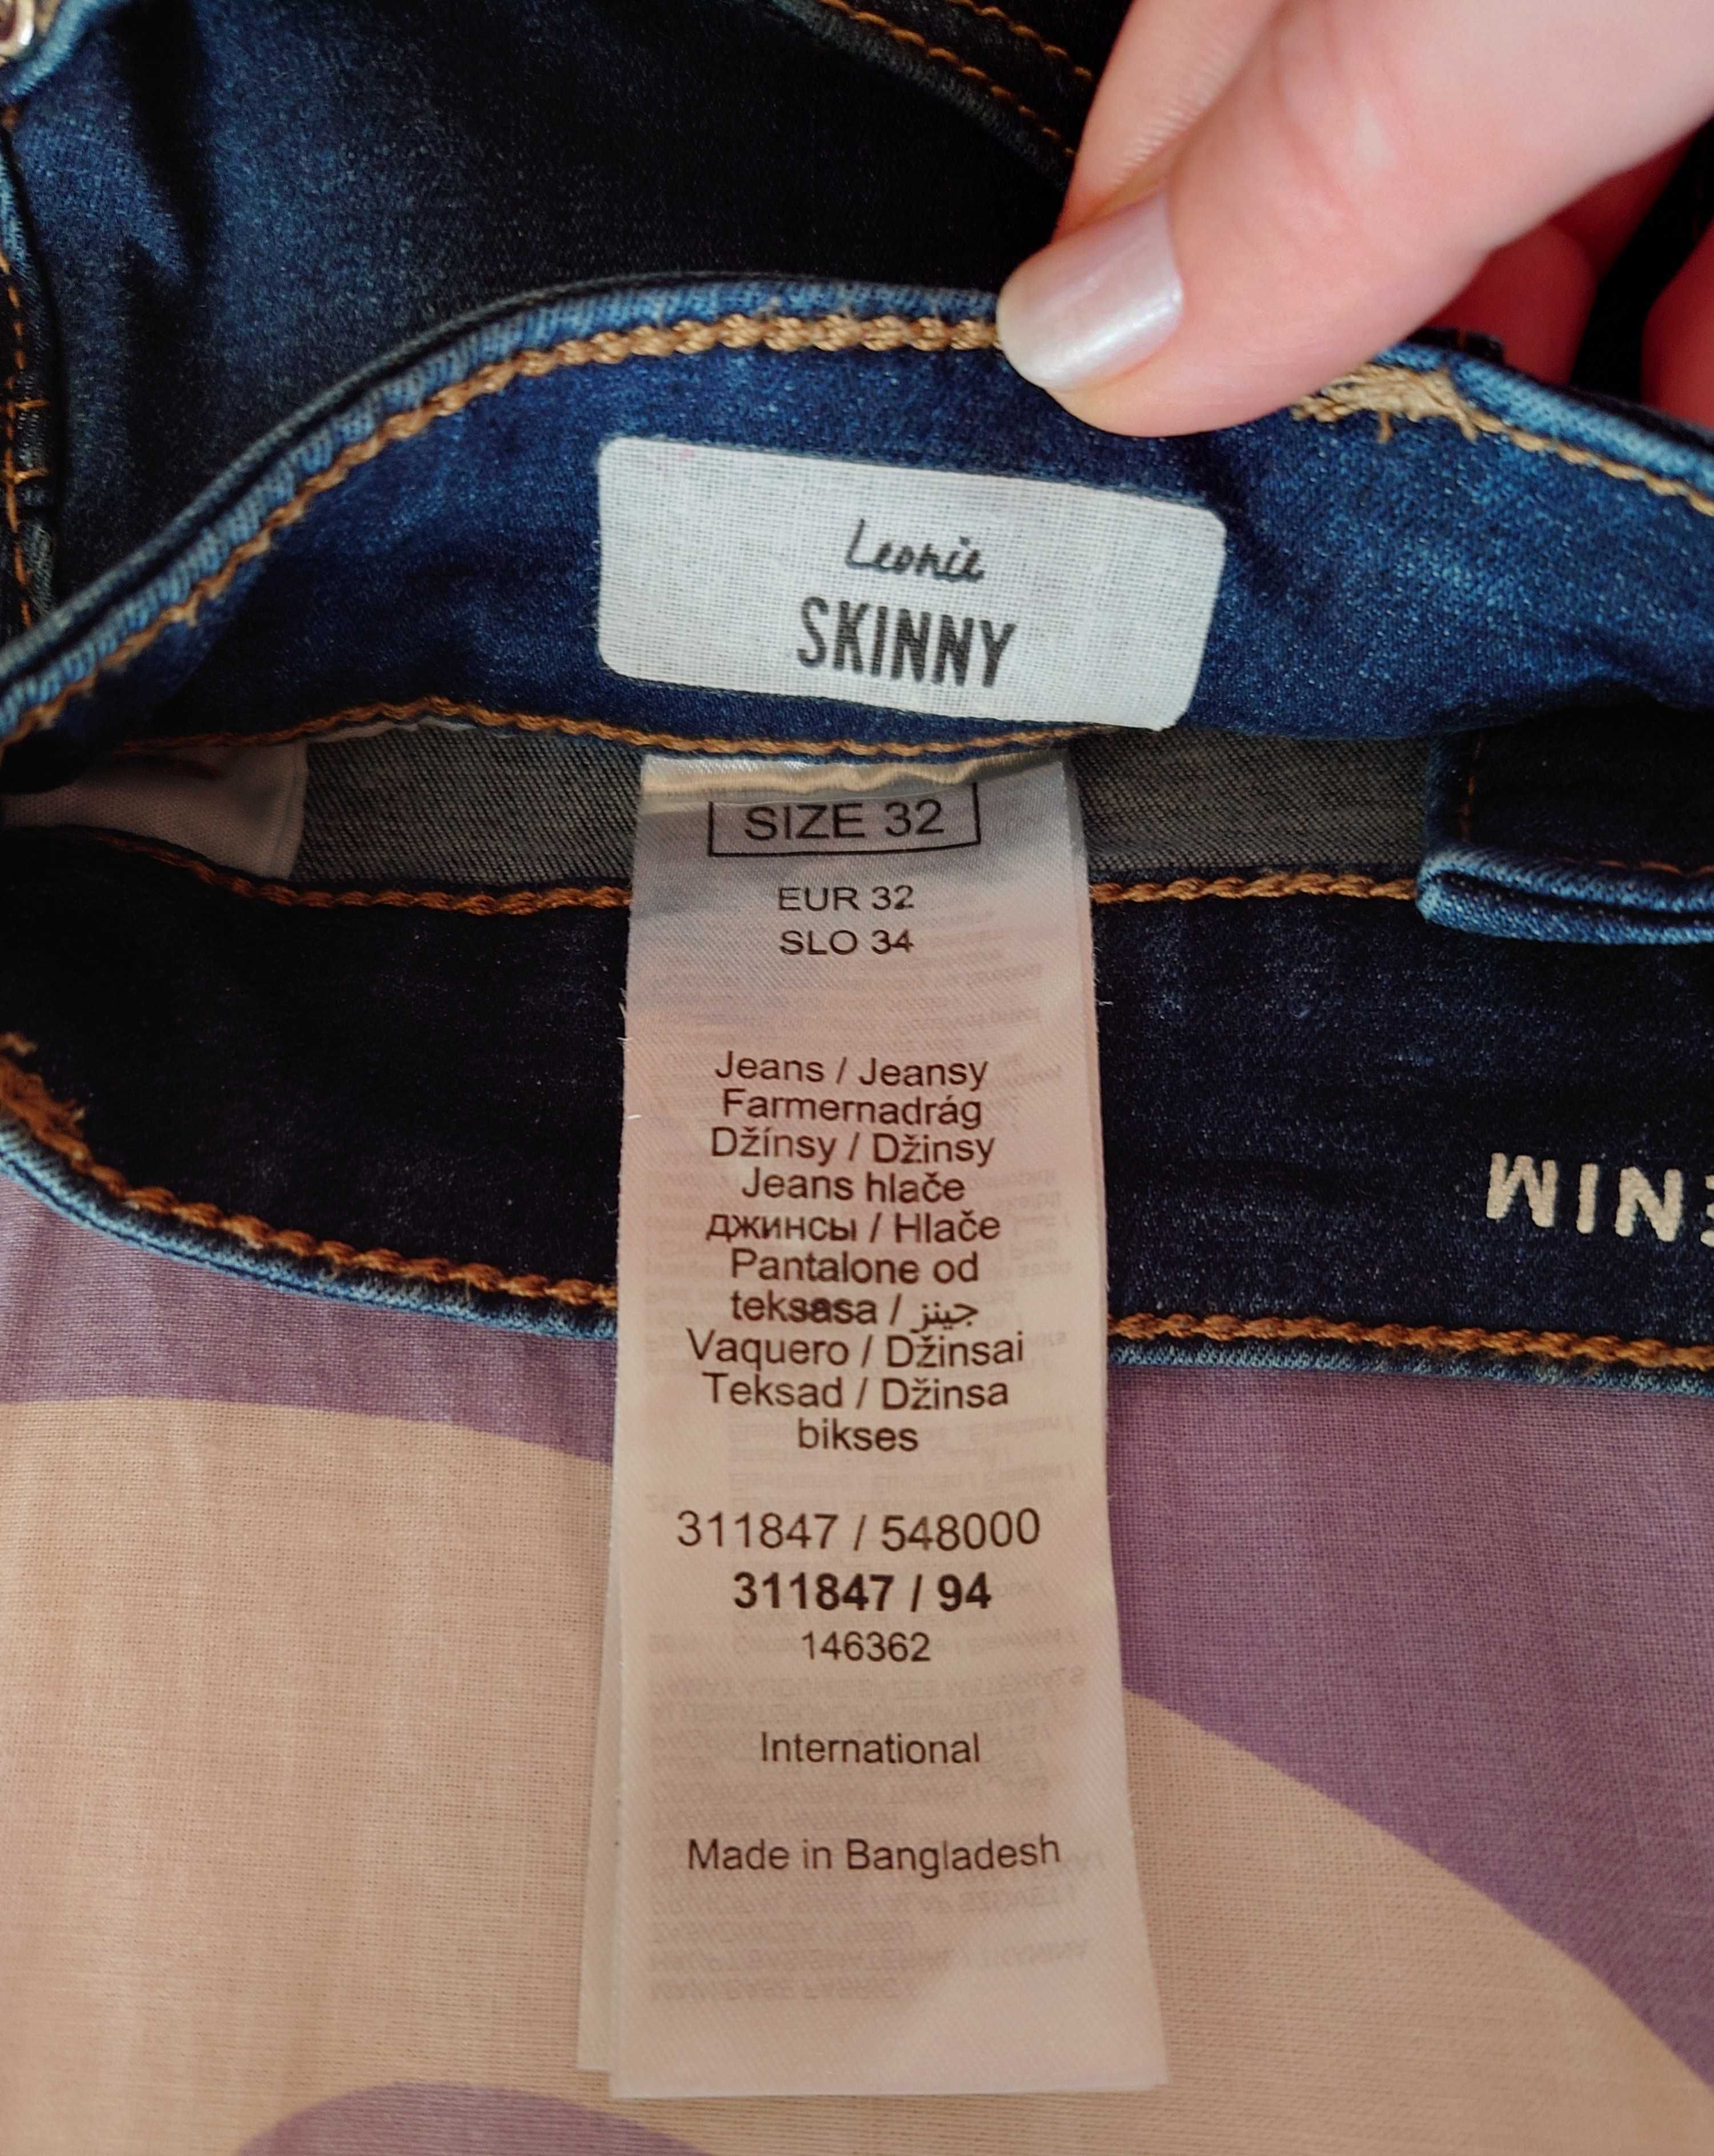 Leonie
SKINNY
SIZE 32
EUR 32
SLO 34
Jeans / Jeansy
Farmernadrág
Džínsy / Džinsy
Jeans hlače
джинсы / Hlače
Pantalone od
teksasa / جينز
Vaquero / Džinsai
Teksad / Džinsa
bikses
311847 / 548000
311847 / 94
146362
International
Made in Bangladesh
ENIM